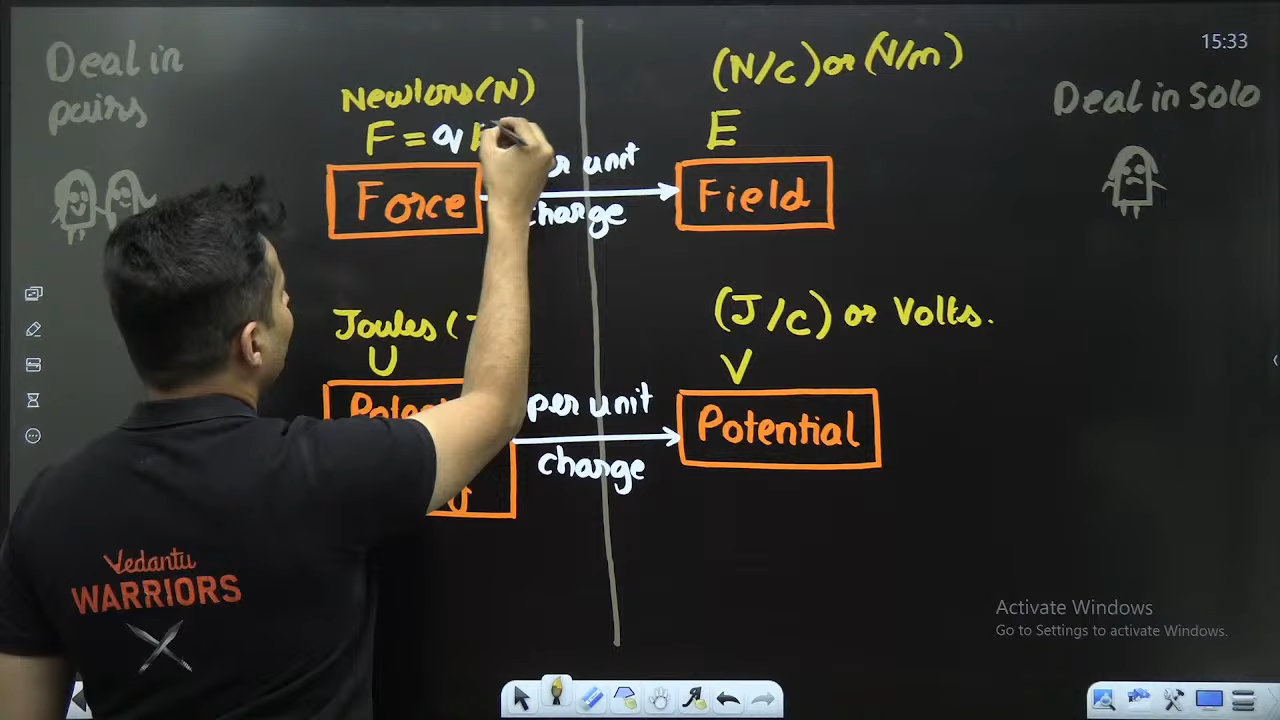 15:33
Deal in
pairs
Newtons(N)
F = q
(N/C) or (V/m)
E
Deal in solo
Force
per unit
charge
Field
Joules (
U
(J/C) or Volts.
V
per unit
charge
Potential
Vedantu
WARRIORS
Activate Windows
Go to Settings to activate Windows.